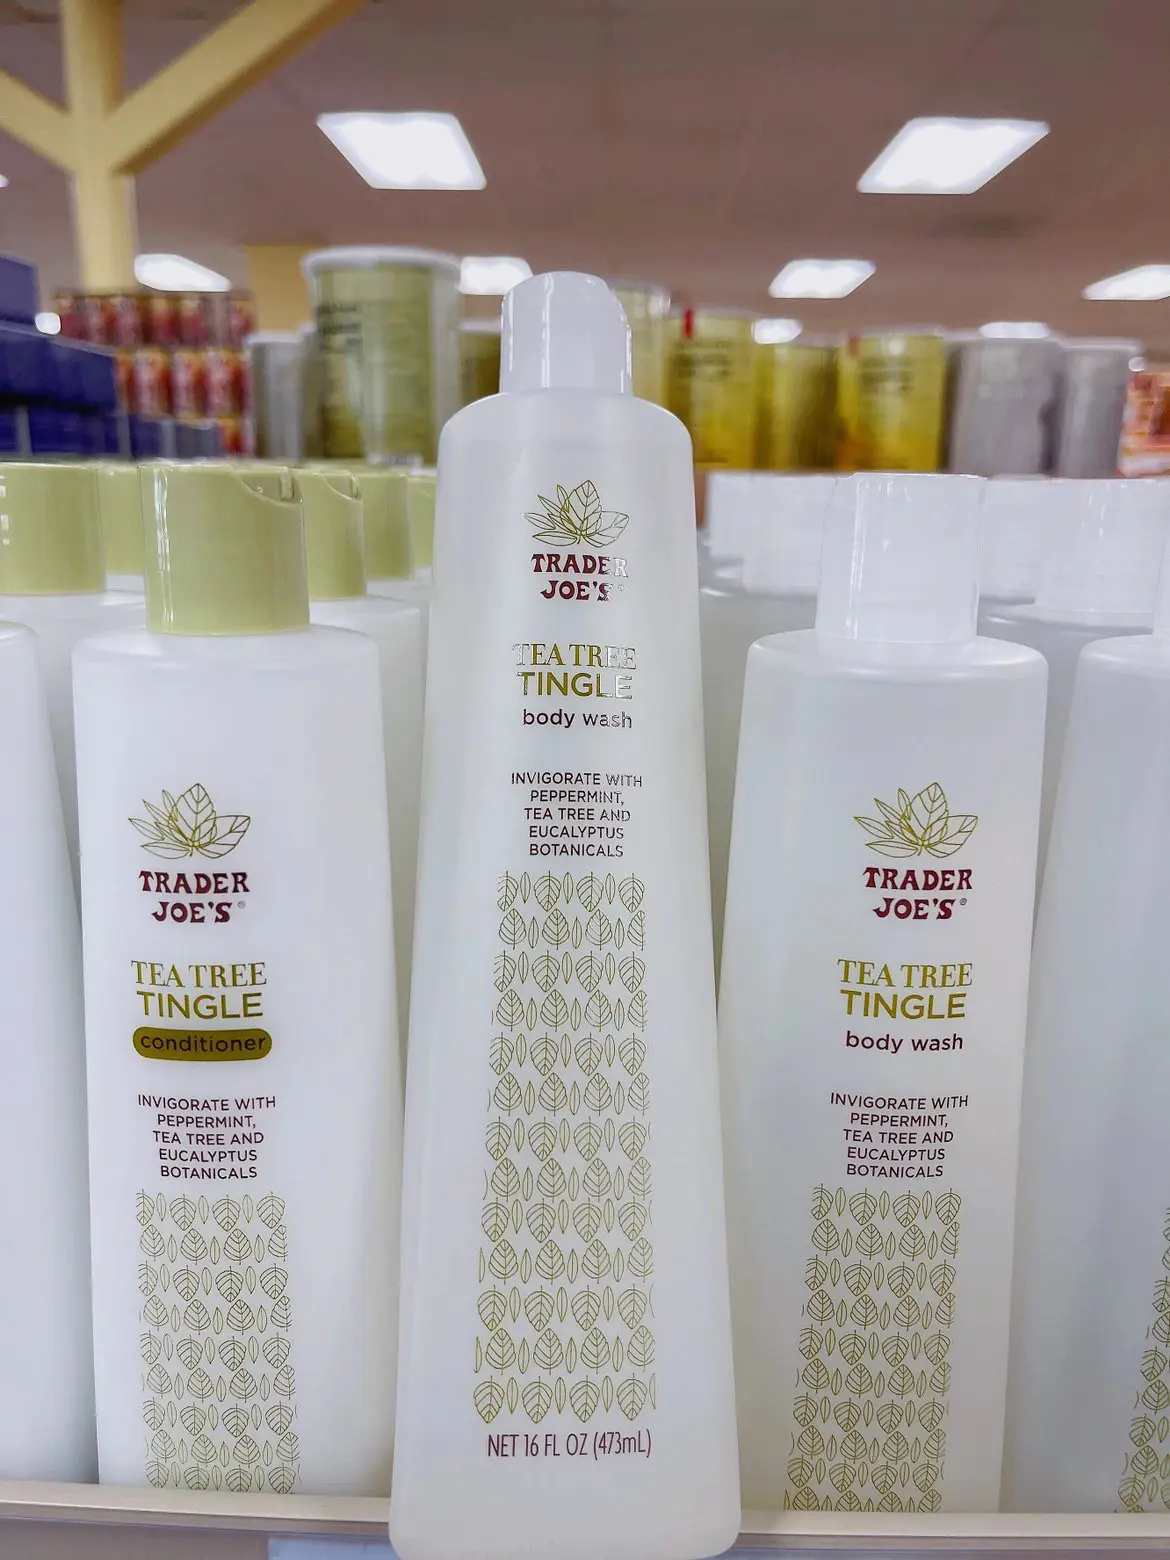 TRADER
JOE'S
TEA TREE
TINGLE
conditioner
INVIGORATE WITH
PEPPERMINT,
TEA TREE AND
EUCALYPTUS
BOTANICALS
TRADER
JOE'S
TEA TREE
TINGLE
body wash
INVIGORATE WITH
PEPPERMINT,
TEA TREE AND
EUCALYPTUS
BOTANICALS
NET 16 FL OZ (473mL)
TRADER
JOE'S®
TEA TREE
TINGLE
body wash
INVIGORATE WITH
PEPPERMINT,
TEA TREE AND
EUCALYPTUS
BOTANICALS